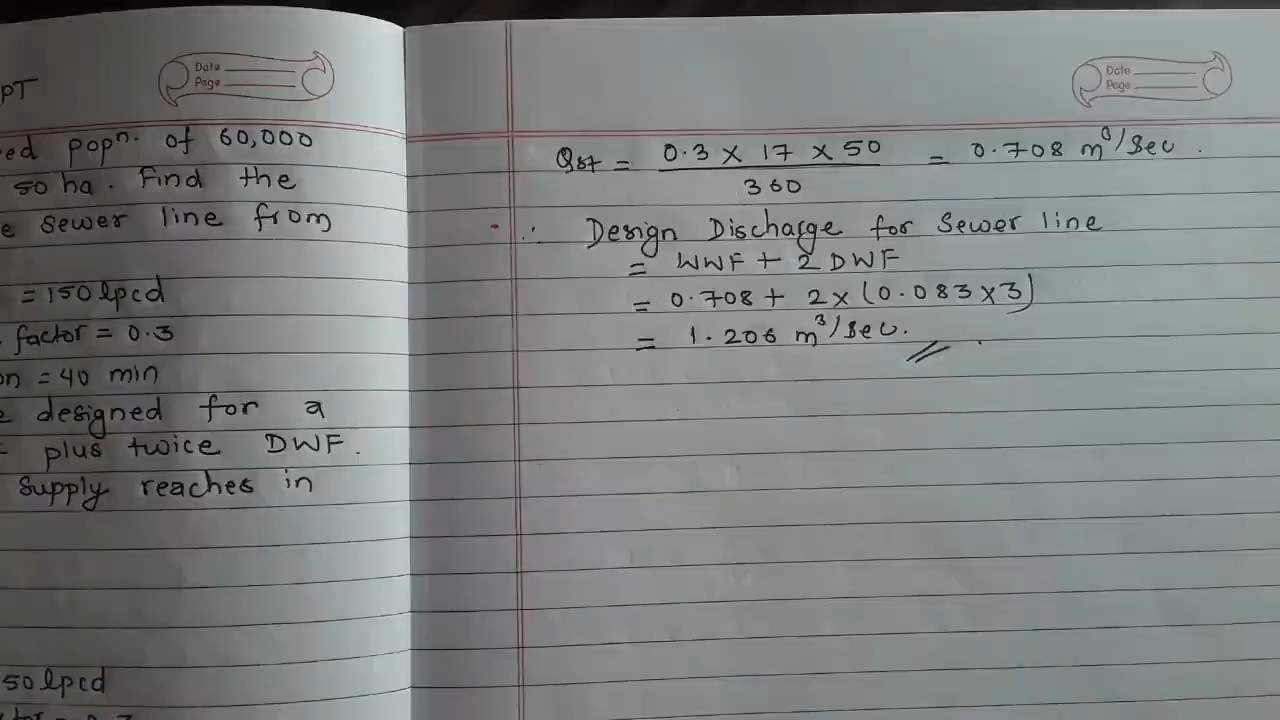 PT
Date
Page
ed popn. of 60,000
50 ha. Find the
e sewer line from
= 150 lpcd
factor = 0.3
on = 40 min
e designed for a
plus twice DWF.
Supply reaches in
50 lpcd
Date
Page
Qst = 0.3 × 17 × 50 / 360 = 0.708 m³/sec.
∴ Design Discharge for Sewer line
= WWF + 2 DWF
= 0.708 + 2× (0.083×3)
= 1.206 m³/sec.